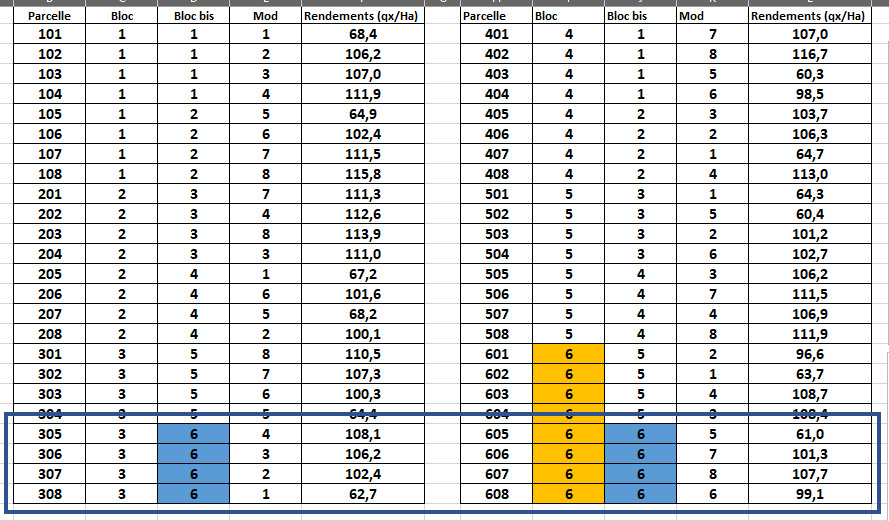 Parcelle Bloc Bloc bis Mod Rendements (qx/Ha) Parcelle Bloc Bloc bis Mod Rendements (qx/Ha)
101 1 1 1 68,4 401 4 1 7 107,0
102 1 1 2 106,2 402 4 1 8 116,7
103 1 1 3 107,0 403 4 1 5 60,3
104 1 1 4 111,9 404 4 1 6 98,5
105 1 2 5 64,9 405 4 2 3 103,7
106 1 2 6 102,4 406 4 2 2 106,3
107 1 2 7 111,5 407 4 2 1 64,7
108 1 2 8 115,8 408 4 2 4 113,0
201 2 3 7 111,3 501 5 3 1 64,3
202 2 3 4 112,6 502 5 3 5 60,4
203 2 3 8 113,9 503 5 3 2 101,2
204 2 3 3 111,0 504 5 3 6 102,7
205 2 4 1 67,2 505 5 4 3 106,2
206 2 4 6 101,6 506 5 4 7 111,5
207 2 4 5 68,2 507 5 4 4 106,9
208 2 4 2 100,1 508 5 4 8 111,9
301 3 5 8 110,5 601 6 5 2 96,6
302 3 5 7 107,3 602 6 5 1 63,7
303 3 5 6 100,3 603 6 5 4 108,7
304 3 5 5 64,4 604 6 5 3
305 3 6 4 108,1 605 6 6 5 61,0
306 3 6 3 106,2 606 6 6 7 101,3
307 3 6 2 102,4 607 6 6 8 107,7
308 3 6 1 62,7 608 6 6 6 99,1